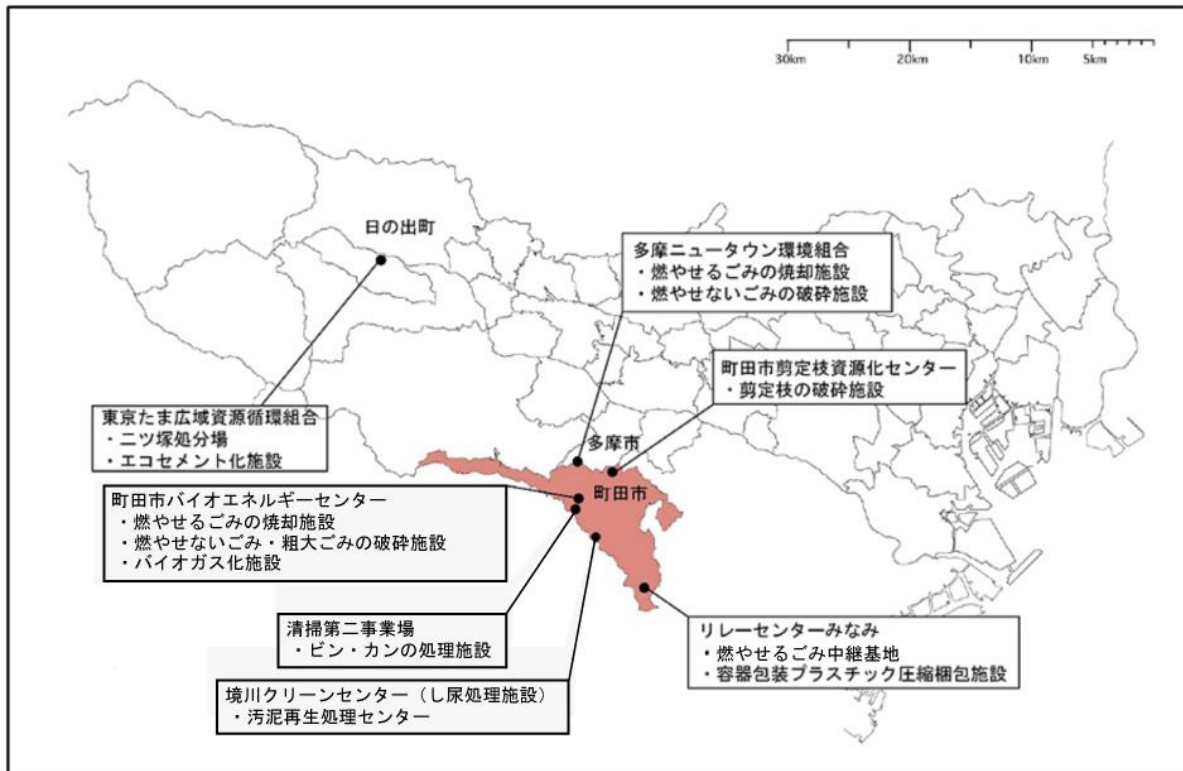 30km 20km 10km 5km
日の出町
多摩ニュータウン環境組合
・燃やせるごみの焼却施設
・燃やせないごみの破砕施設
町田市剪定枝資源化センター
・剪定枝の破砕施設
東京たま広域資源循環組合
・二ツ塚処分場
・エコセメント化施設
多摩市
町田市
町田市バイオエネルギーセンター
・燃やせるごみの焼却施設
・燃やせないごみ・粗大ごみの破砕施設
・バイオガス化施設
清掃第二事業場
・ビン・カンの処理施設
リレーセンターみなみ
・燃やせるごみ中継基地
・容器包装プラスチック圧縮梱包施設
境川クリーンセンター（し尿処理施設）
・汚泥再生処理センター